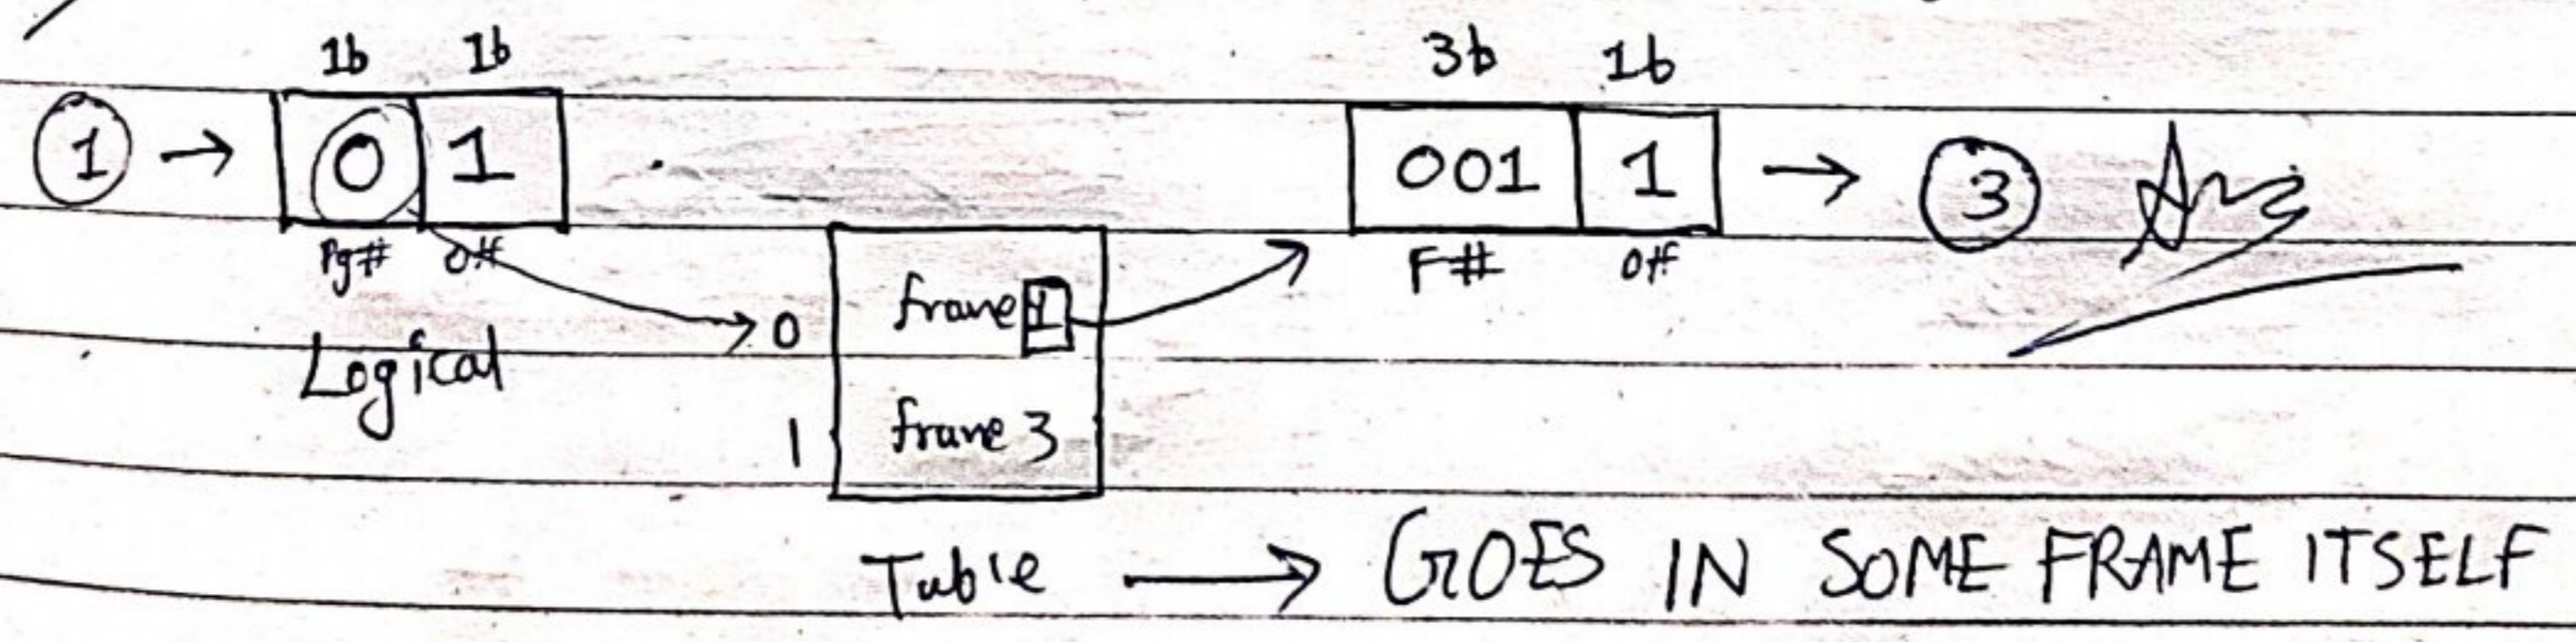 1b 1b 3b 1b
① → 0 1 001 1 → ③ Ans
Pg# off F# off
0 frame 1
Logical
1 frame 3
Table → GOES IN SOME FRAME ITSELF